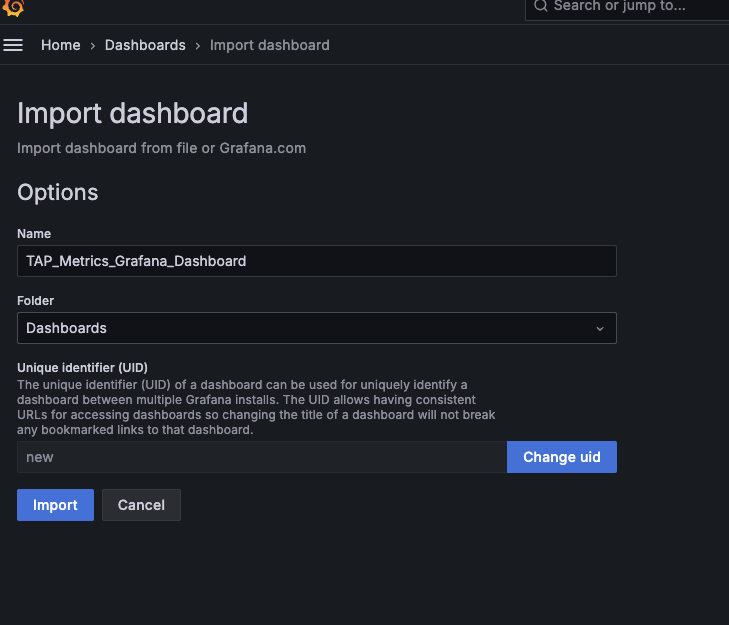 Search or jump to...
Home › Dashboards › Import dashboard
Import dashboard
Import dashboard from file or Grafana.com
Options
Name
TAP_Metrics_Grafana_Dashboard
Folder
Dashboards
Unique identifier (UID)
The unique identifier (UID) of a dashboard can be used for uniquely identify a
dashboard between multiple Grafana installs. The UID allows having consistent
URLs for accessing dashboards so changing the title of a dashboard will not break
any bookmarked links to that dashboard.
new
Change uid
Import
Cancel